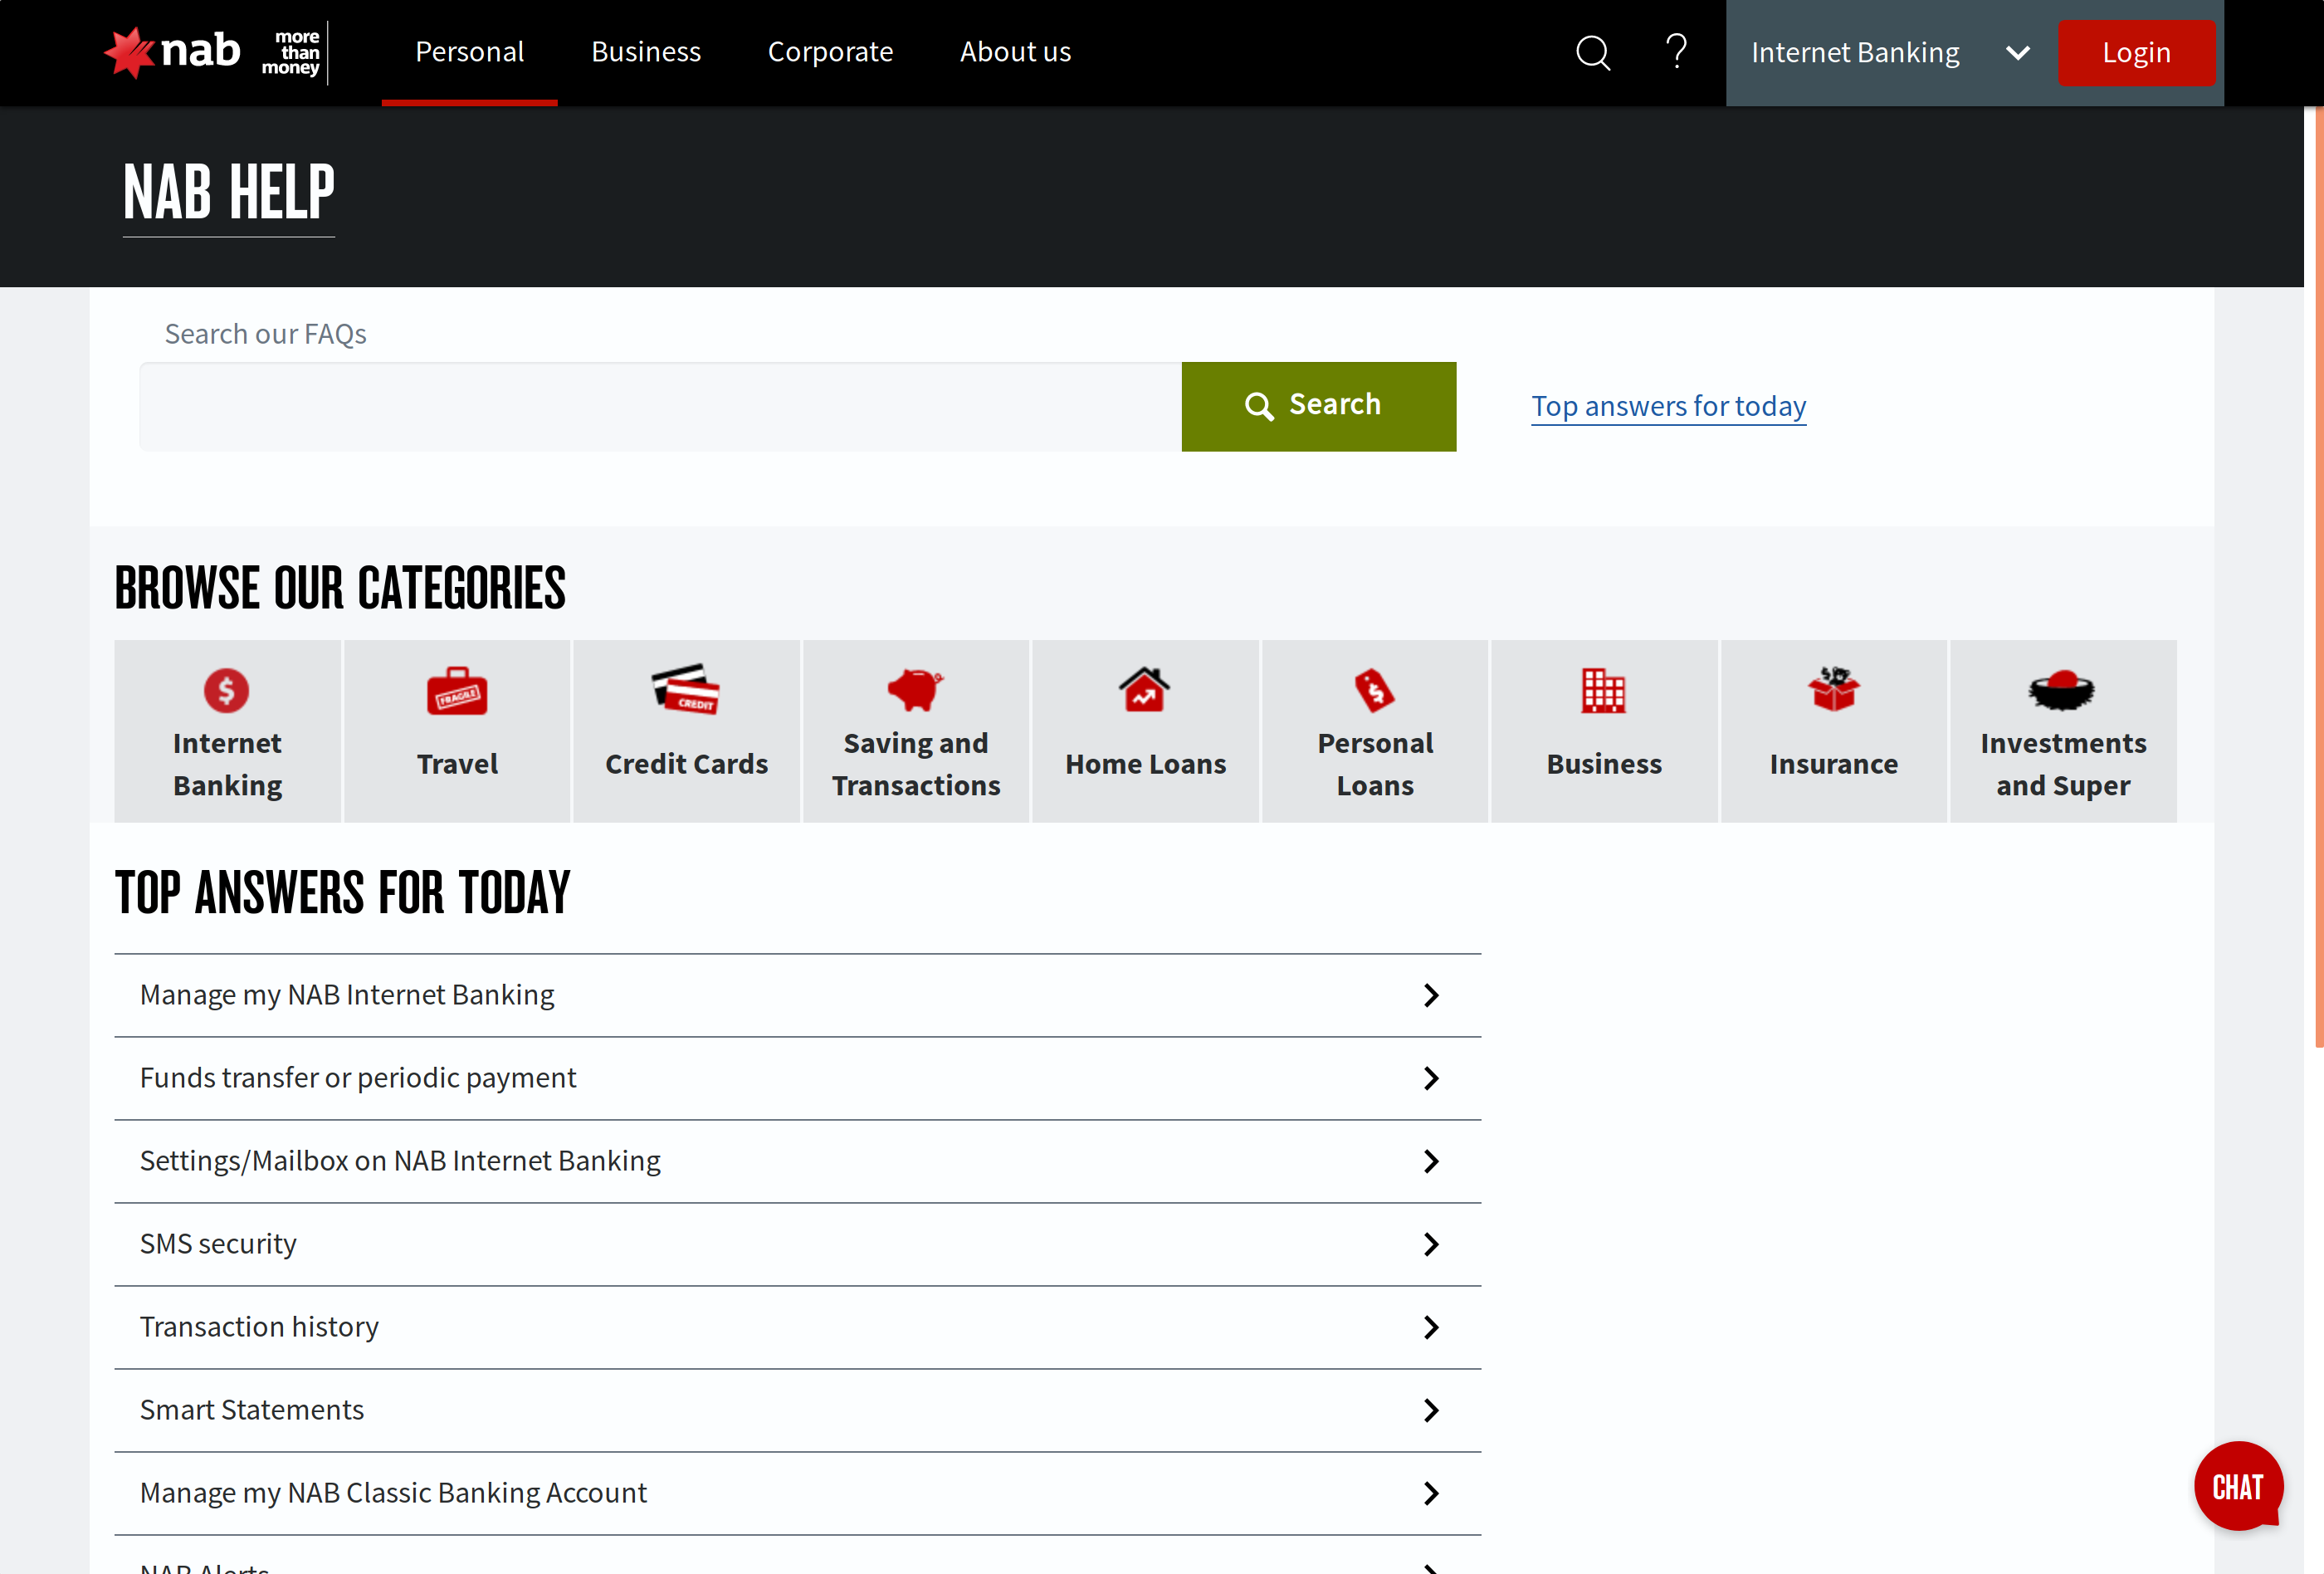 nab
more
than
money
Personal
Business
Corporate
About us
Internet Banking
Login
NAB HELP
Search our FAQs
Search
Top answers for today
BROWSE OUR CATEGORIES
Internet
Banking
FRAGILE
Travel
CREDIT
Credit Cards
Saving and
Transactions
Home Loans
Personal
Loans
Business
Insurance
Investments
and Super
TOP ANSWERS FOR TODAY
Manage my NAB Internet Banking
Funds transfer or periodic payment
Settings/Mailbox on NAB Internet Banking
SMS security
Transaction history
Smart Statements
Manage my NAB Classic Banking Account
NAB Alerts
CHAT